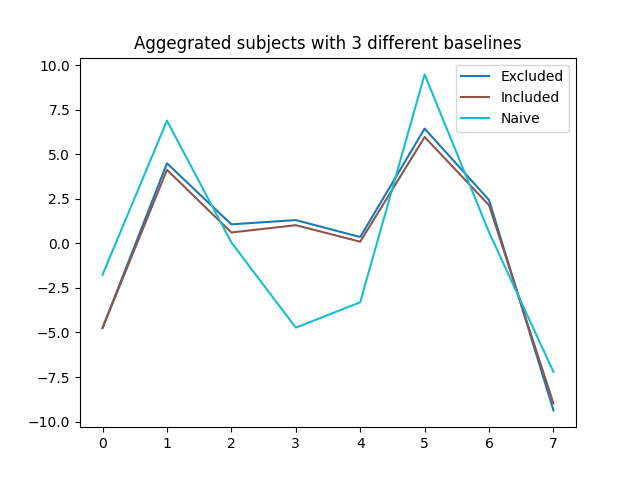 Aggegrated subjects with 3 different baselines
10.0
7.5
5.0
2.5
0.0
−2.5
−5.0
−7.5
−10.0
0 1 2 3 4 5 6 7
Excluded
Included
Naive